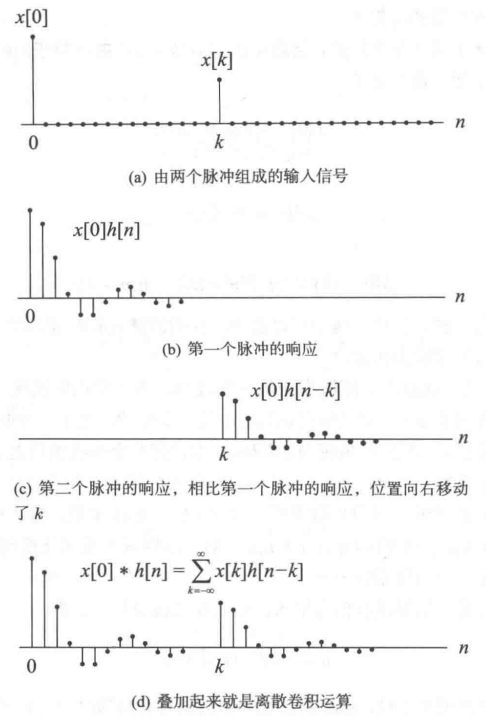 x[0]
x[k]
n
0
k
(a) 由两个脉冲组成的输入信号
x[0]h[n]
n
0
(b) 第一个脉冲的响应
x[0]h[n−k]
n
k
(c) 第二个脉冲的响应，相比第一个脉冲的响应，位置向右移动
了 k
x[0] * h[n] = ∑_{k=−∞}^{∞} x[k]h[n−k]
n
0
k
(d) 叠加起来就是离散卷积运算